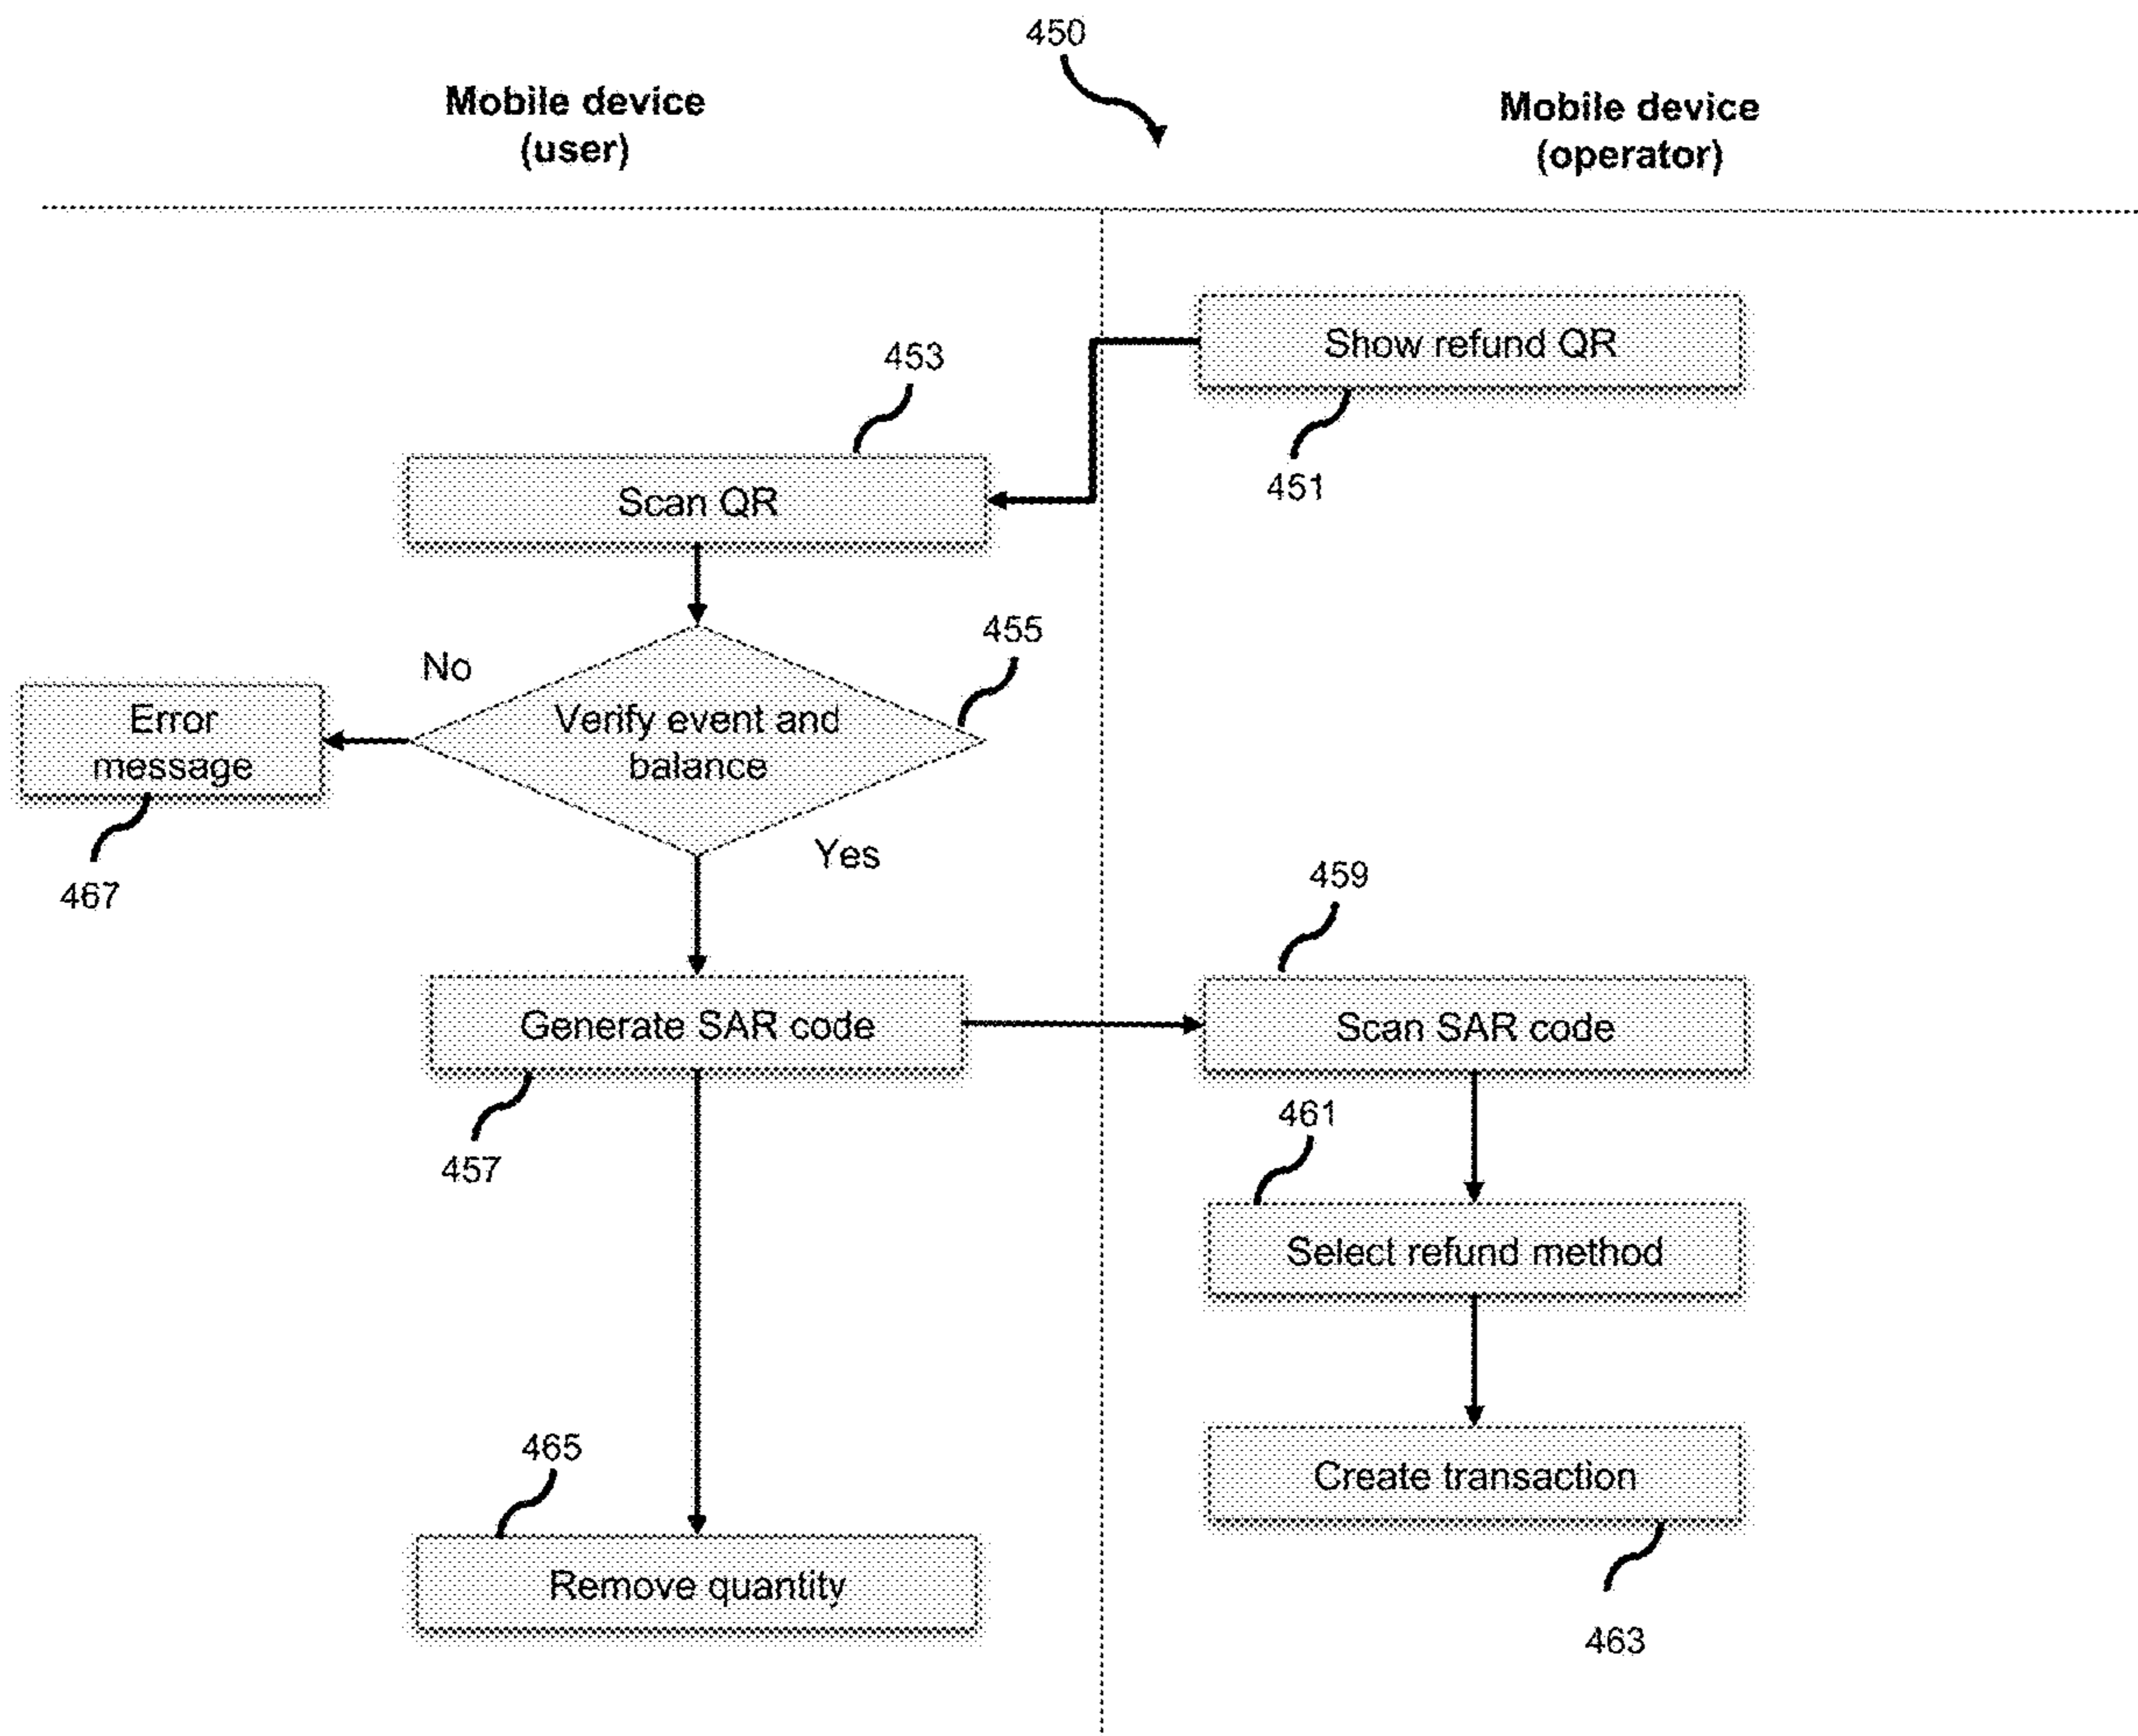 450
Mobile device
(user)
Mobile device
(operator)
Show refund QR
451
453
Scan QR
455
No
Verify event and
balance
Error
message
467
Yes
459
Generate SAR code
457
Scan SAR code
461
Select refund method
465
Create transaction
463
Remove quantity